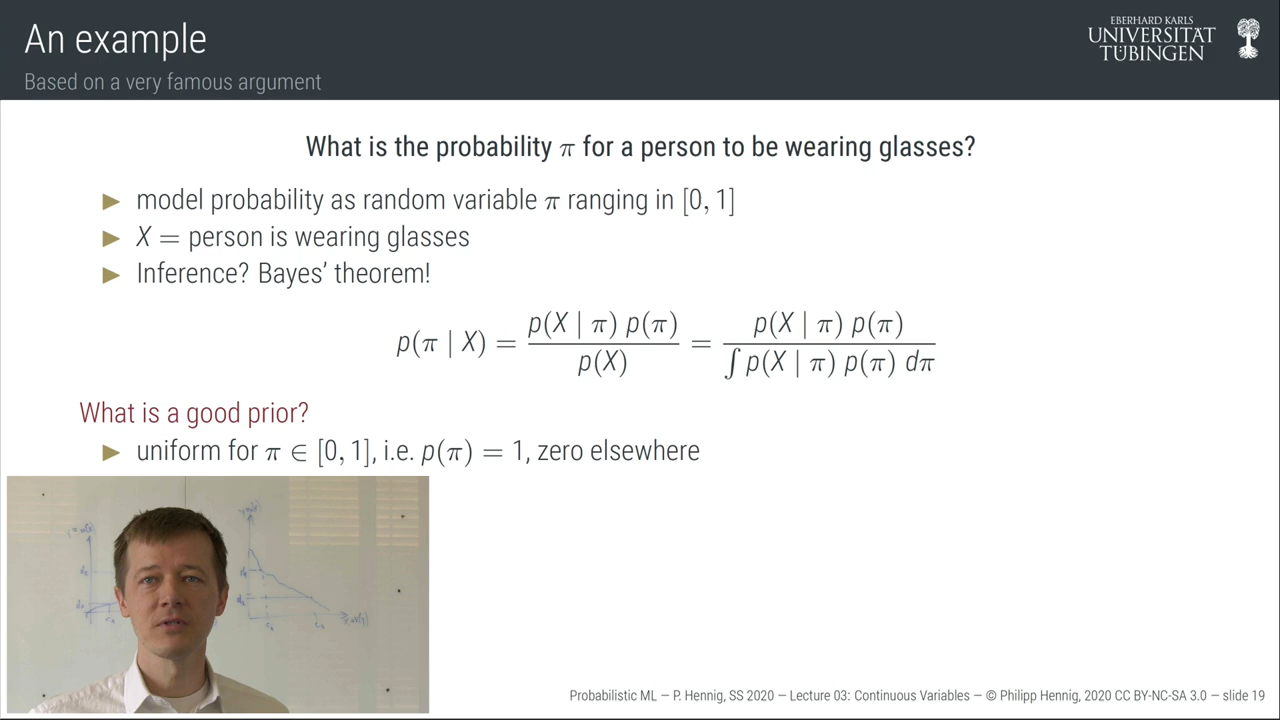 An example
Based on a very famous argument
EBERHARD KARLS
UNIVERSITÄT
TÜBINGEN
What is the probability π for a person to be wearing glasses?
▶ model probability as random variable π ranging in [0, 1]
▶ X = person is wearing glasses
▶ Inference? Bayes’ theorem!
p(π | X) = p(X | π) p(π) / p(X) = p(X | π) p(π) / ∫ p(X | π) p(π) dπ
What is a good prior?
▶ uniform for π ∈ [0, 1], i.e. p(π) = 1, zero elsewhere
Probabilistic ML — P. Hennig, SS 2020 — Lecture 03: Continuous Variables — © Philipp Hennig, 2020 CC BY-NC-SA 3.0 — slide 19